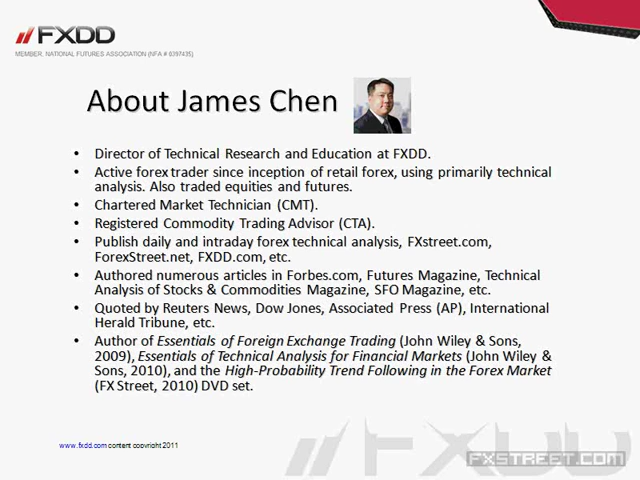 FXDD
MEMBER, NATIONAL FUTURES ASSOCIATION (NFA # 0397435)
About James Chen
• Director of Technical Research and Education at FXDD.
• Active forex trader since inception of retail forex, using primarily technical
analysis. Also traded equities and futures.
• Chartered Market Technician (CMT).
• Registered Commodity Trading Advisor (CTA).
• Publish daily and intraday forex technical analysis, FXstreet.com,
ForexStreet.net, FXDD.com, etc.
• Authored numerous articles in Forbes.com, Futures Magazine, Technical
Analysis of Stocks & Commodities Magazine, SFO Magazine, etc.
• Quoted by Reuters News, Dow Jones, Associated Press (AP), International
Herald Tribune, etc.
• Author of Essentials of Foreign Exchange Trading (John Wiley & Sons,
2009), Essentials of Technical Analysis for Financial Markets (John Wiley &
Sons, 2010), and the High-Probability Trend Following in the Forex Market
(FX Street, 2010) DVD set.
www.fxdd.com content copyright 2011
FXDD
FXSTREET.COM